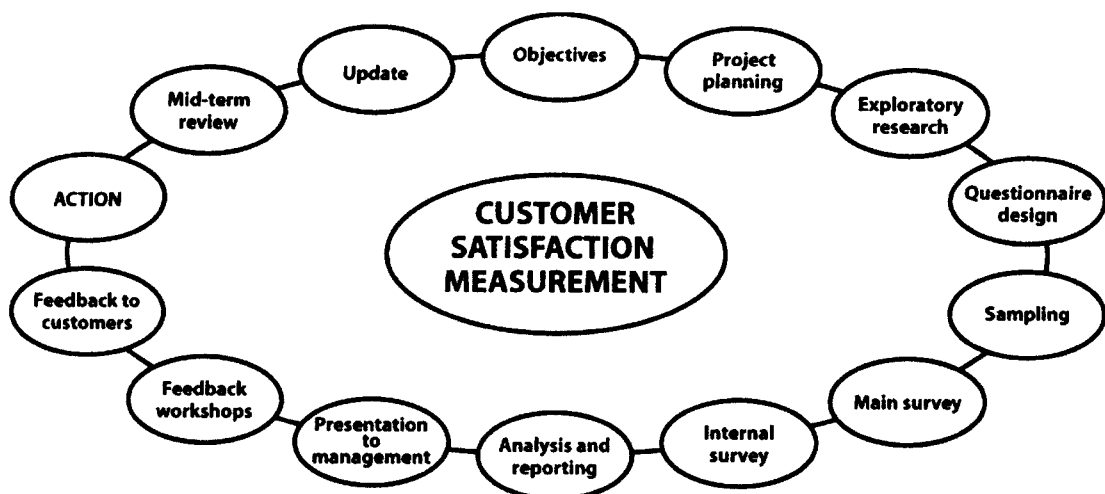 Objectives
Project
planning
Exploratory
research
Questionnaire
design
Sampling
Main survey
Internal
survey
Analysis and
reporting
Presentation
to
management
Feedback
workshops
Feedback to
customers
ACTION
Mid-term
review
Update
CUSTOMER
SATISFACTION
MEASUREMENT